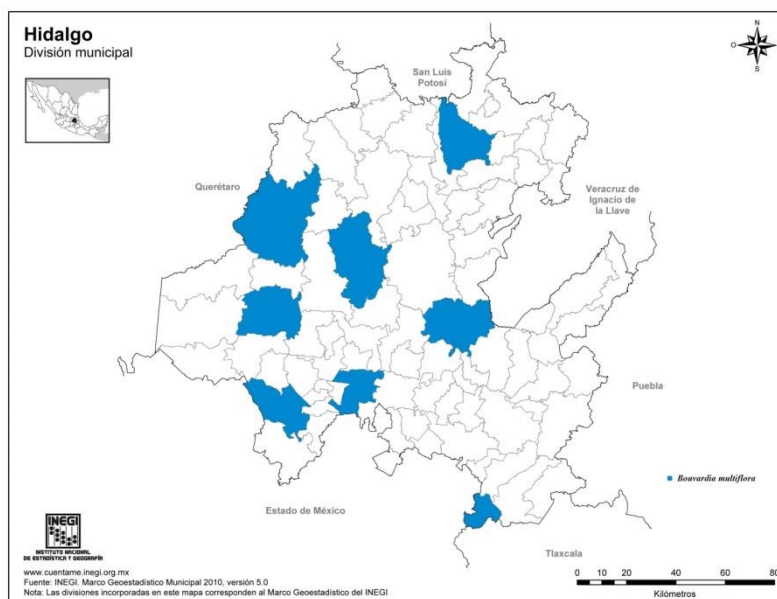 Hidalgo
División municipal
N
O
E
S
San Luis
Potosí
Querétaro
Veracruz de
Ignacio de
la Llave
Puebla
Bouvardia multiflora
Estado de México
Tlaxcala
INEGI
INSTITUTO NACIONAL
DE ESTADÍSTICA Y GEOGRAFÍA
www.cuentame.inegi.org.mx
Fuente: INEGI. Marco Geoestadístico Municipal 2010, versión 5.0
Nota: Las divisiones incorporadas en este mapa corresponden al Marco Geoestadístico del INEGI
0 10 20 40 60 80
Kilómetros